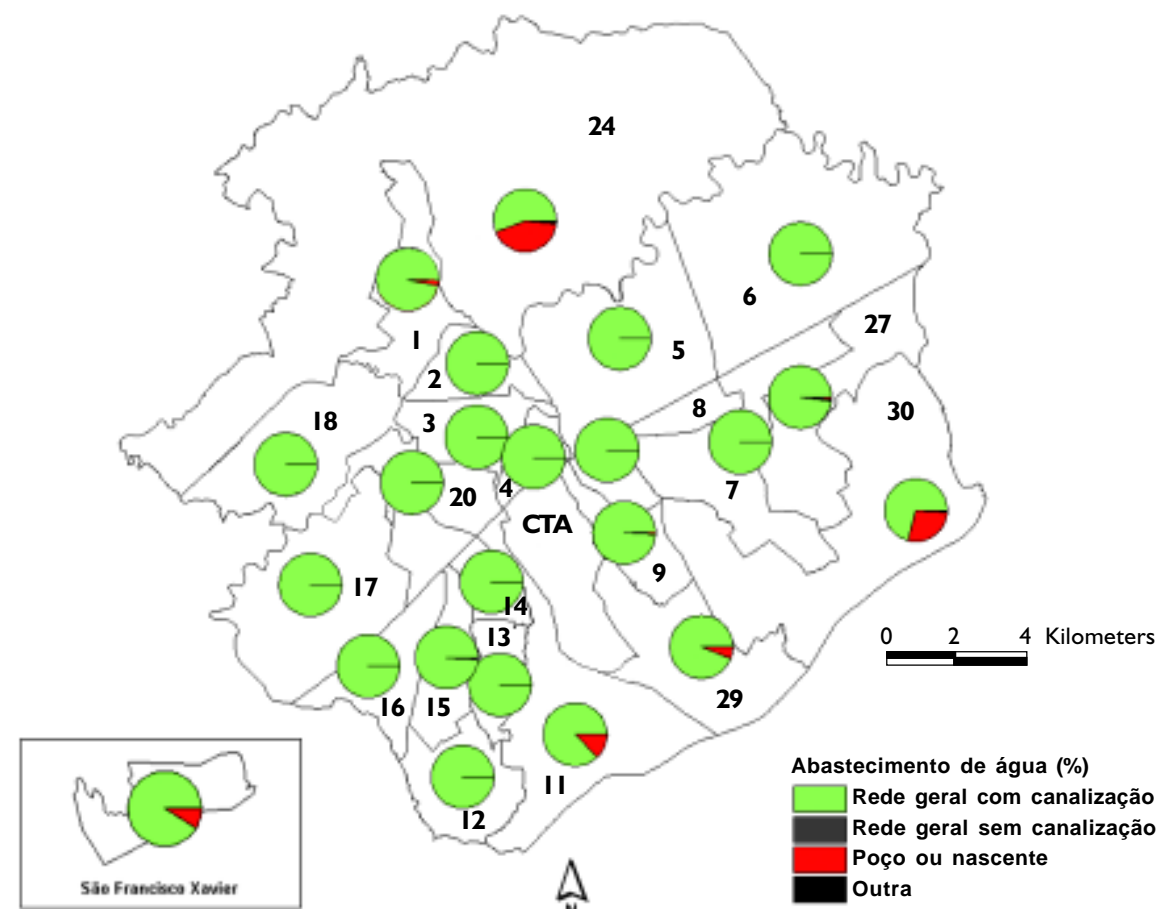 24
6
27
1
5
2
30
8
18
3
4
20
7
CTA
9
17
14
0 2 4 Kilometers
13
29
16
15
11
12
São Francisco Xavier
N
Abastecimento de água (%)
Rede geral com canalização
Rede geral sem canalização
Poço ou nascente
Outra